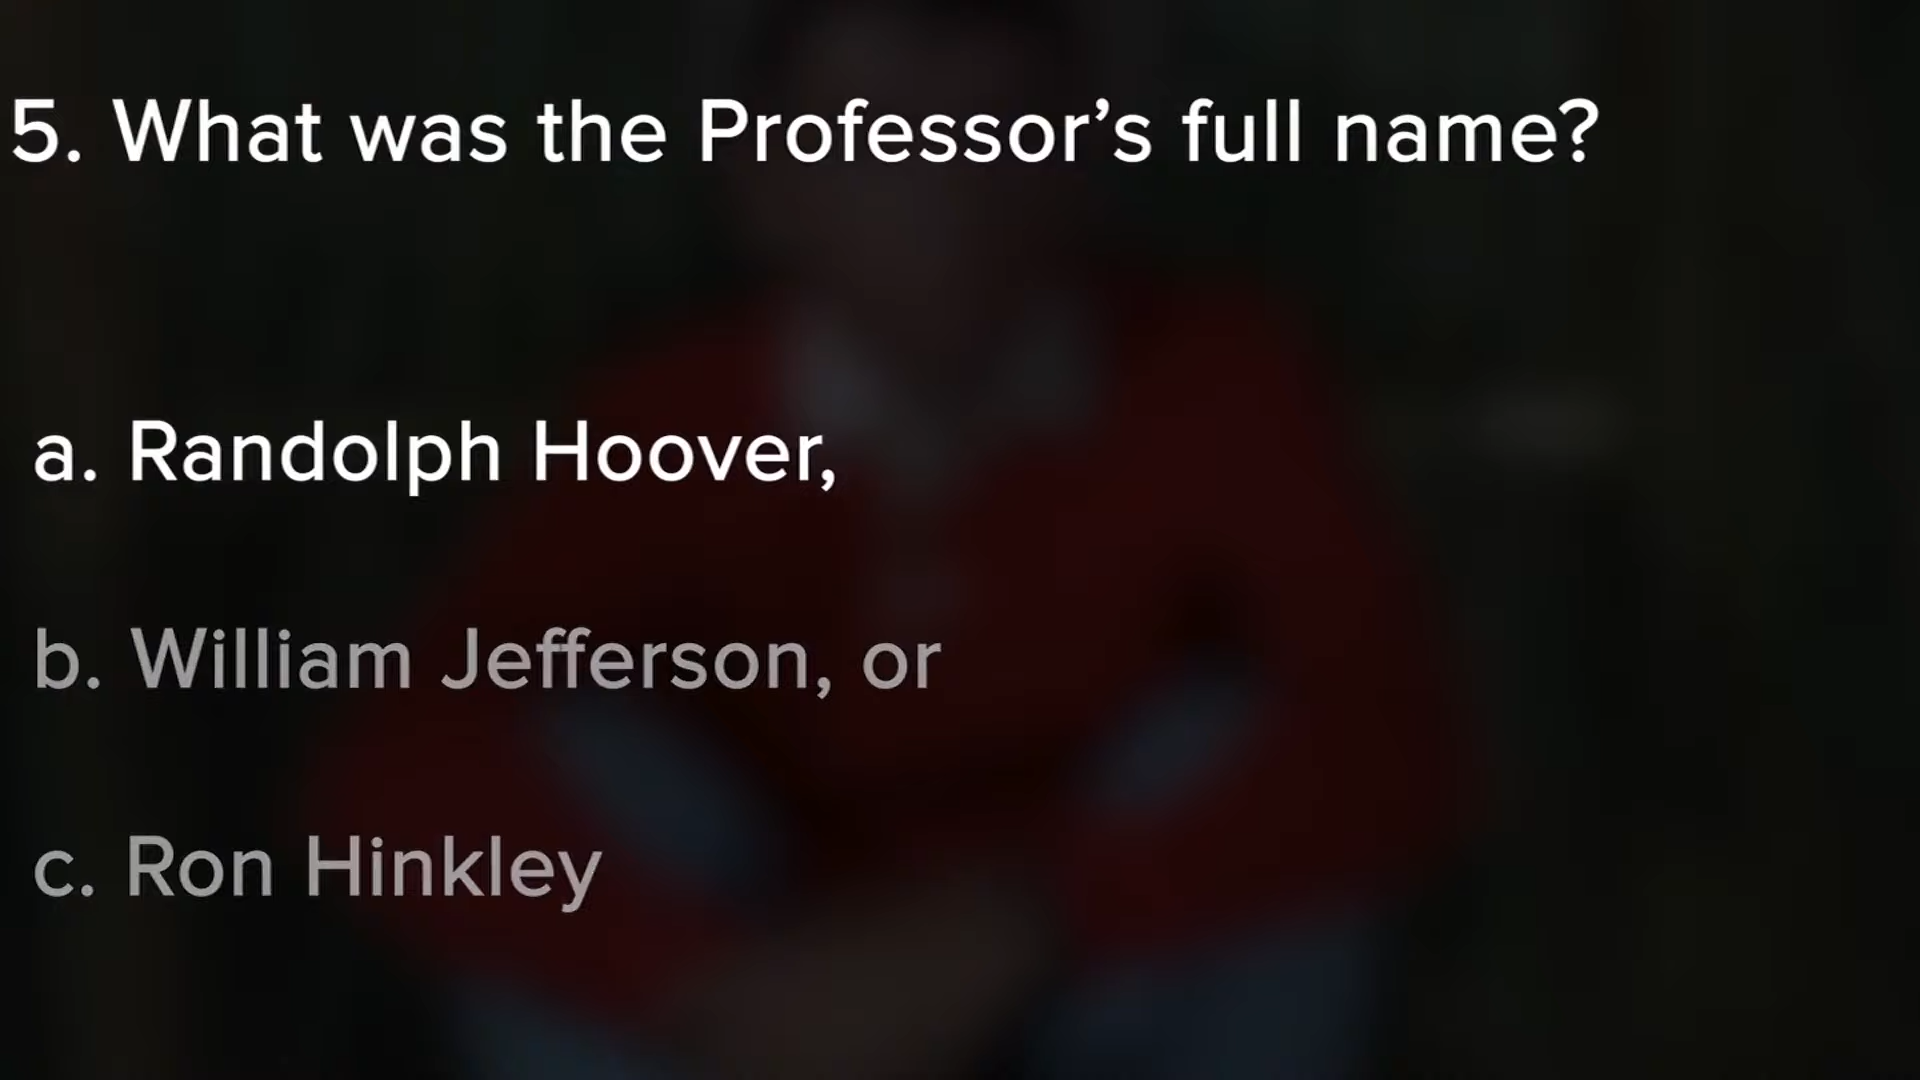 5. What was the Professor’s full name?
a. Randolph Hoover,
b. William Jefferson, or
c. Ron Hinkley